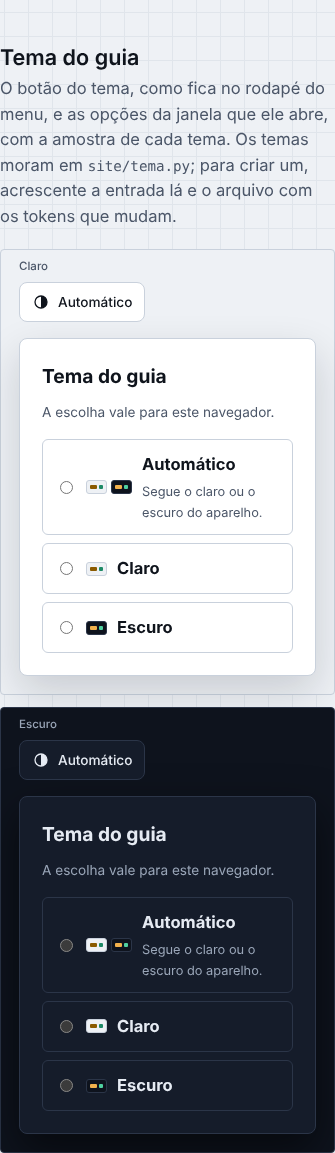 Tema do guia
O botão do tema, como fica no rodapé do
menu, e as opções da janela que ele abre,
com a amostra de cada tema. Os temas
moram em site/tema.py; para criar um,
acrescente a entrada lá e o arquivo com
os tokens que mudam.
Claro
Automático
Tema do guia
A escolha vale para este navegador.
Automático
Segue o claro ou o
escuro do aparelho.
Claro
Escuro
Escuro
Automático
Tema do guia
A escolha vale para este navegador.
Automático
Segue o claro ou o
escuro do aparelho.
Claro
Escuro